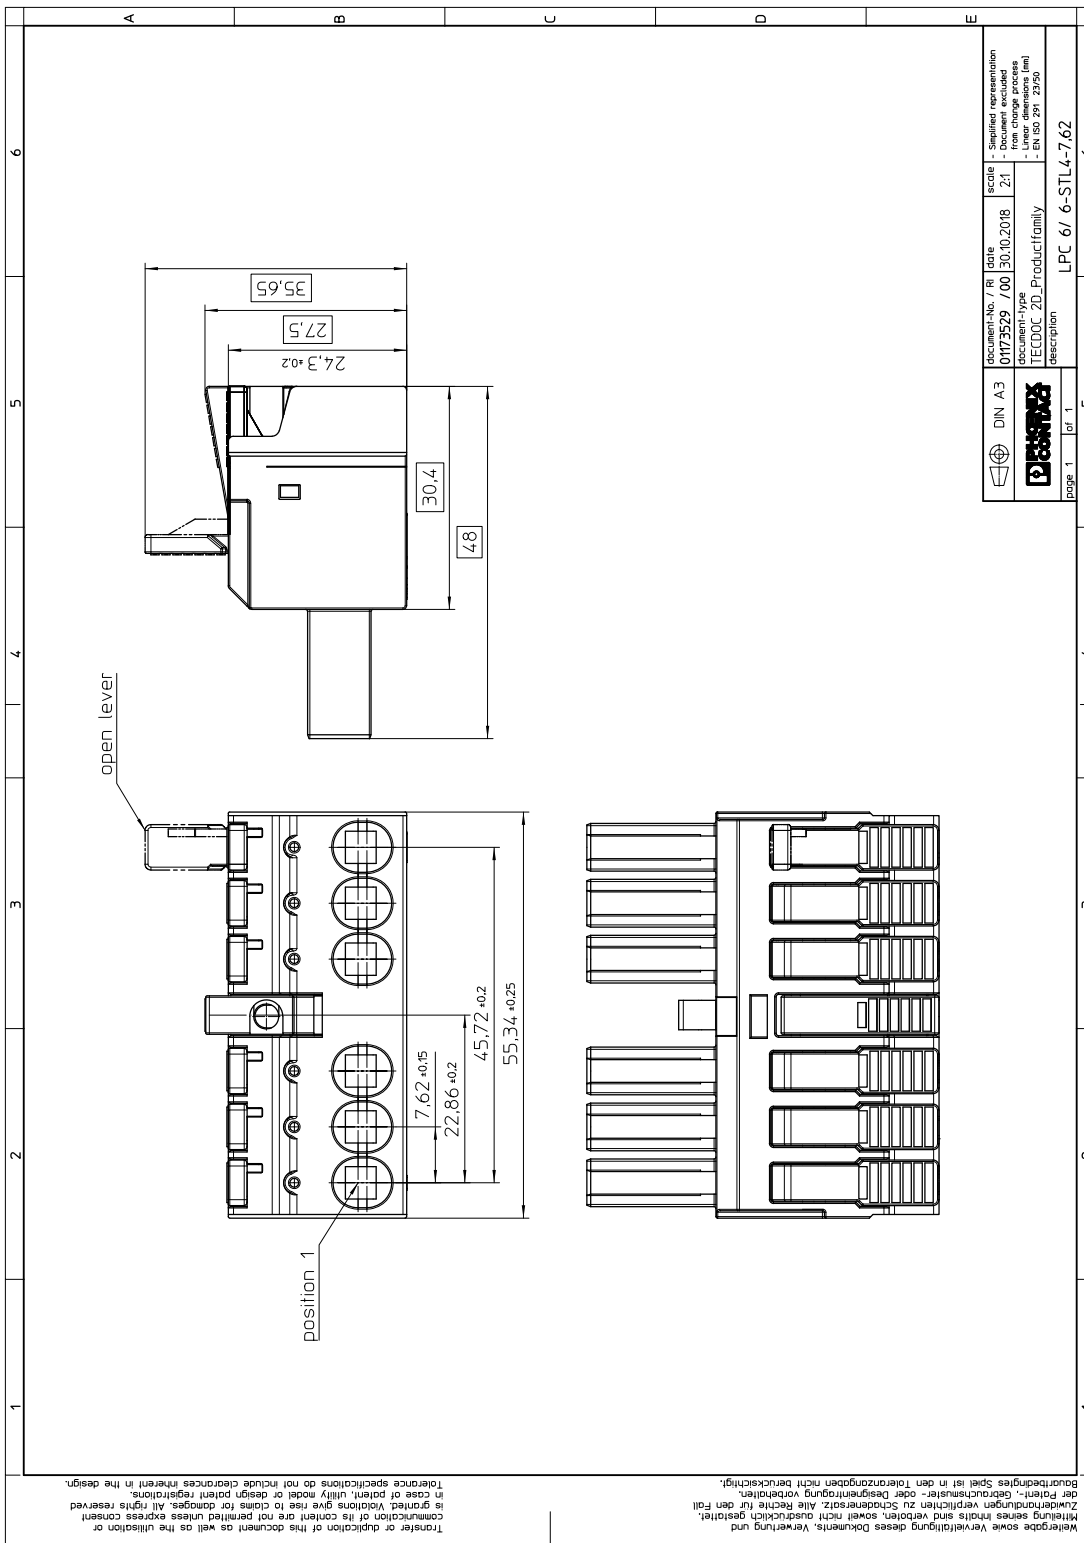 A
B
C
D
E
6
5
4
3
2
1
35,65
27,5
24,3 ±0,2
30,4
48
open lever
position 1
7,62 ±0,15
22,86 ±0,2
45,72 ±0,2
55,34 ±0,25
DIN A3
PHOENIX
CONTACT
page 1
of 1
document-No. / RI
01173529 / 00
date
30.10.2018
scale
2:1
document-type
TECDOC 2D_Productfamily
description
LPC 6/ 6-STL4-7,62
- Simplified representation
- Document excluded
from change process
- Linear dimensions [mm]
- EN ISO 291 23/50
Transfer or duplication of this document as well as the utilisation or
communication of its content are not permitted unless express consent
is granted. Violations give rise to claims for damages. All rights reserved
in case of patent, utility model or design patent registrations.
Tolerance specifications do not include clearances inherent in the design.
Weitergabe sowie Vervielfältigung dieses Dokuments, Verwertung und
Mitteilung seines Inhalts sind verboten, soweit nicht ausdrücklich gestattet.
Zuwiderhandlungen verpflichten zu Schadenersatz. Alle Rechte für den Fall
der Patent-, Gebrauchsmuster- oder Designeintragung vorbehalten.
Bauartbedingtes Spiel ist in den Toleranzangaben nicht berücksichtigt.